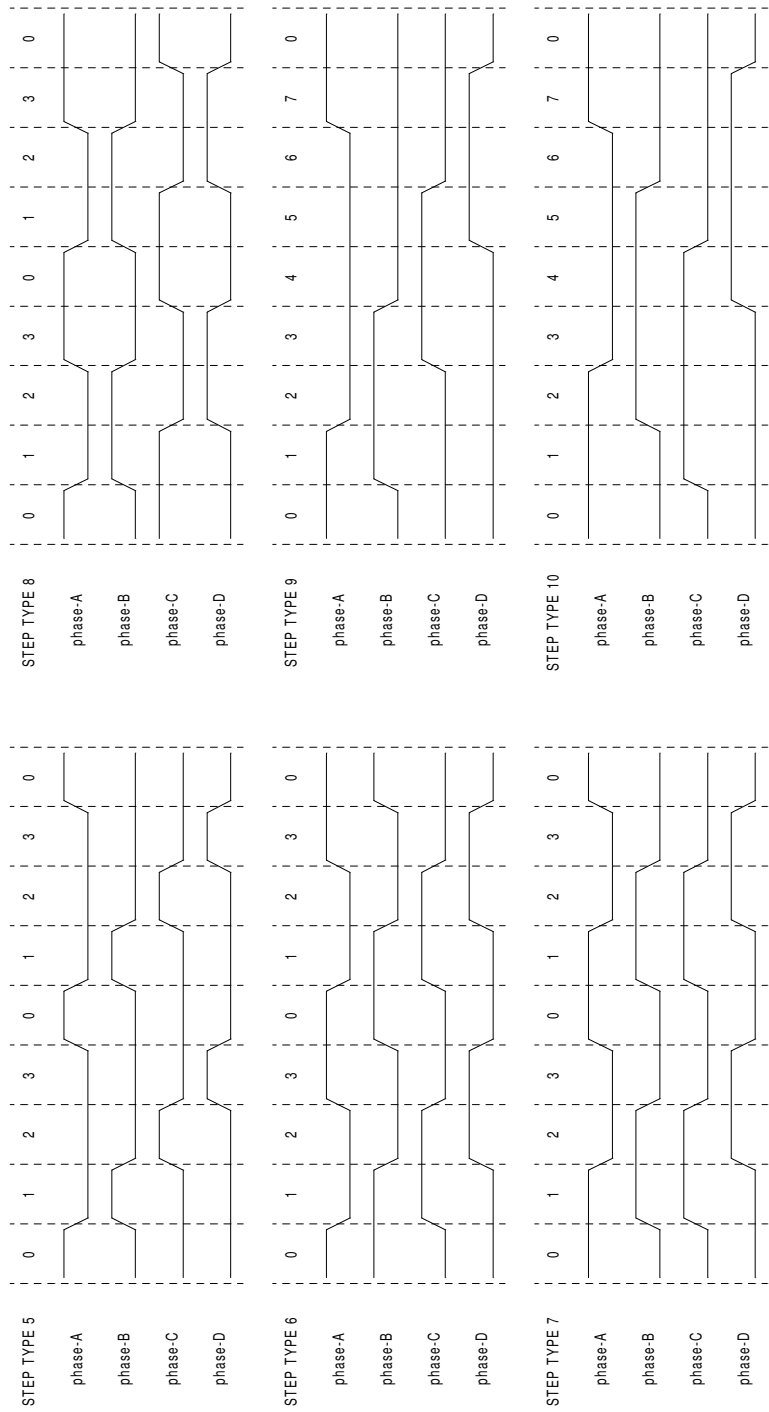 STEP TYPE 5
0 1 2 3 0 1 2 3 0
phase-A
phase-B
phase-C
phase-D
STEP TYPE 6
0 1 2 3 0 1 2 3 0
phase-A
phase-B
phase-C
phase-D
STEP TYPE 7
0 1 2 3 0 1 2 3 0
phase-A
phase-B
phase-C
phase-D
STEP TYPE 8
0 1 2 3 0 1 2 3 0
phase-A
phase-B
phase-C
phase-D
STEP TYPE 9
0 1 2 3 4 5 6 7 0
phase-A
phase-B
phase-C
phase-D
STEP TYPE 10
0 1 2 3 4 5 6 7 0
phase-A
phase-B
phase-C
phase-D